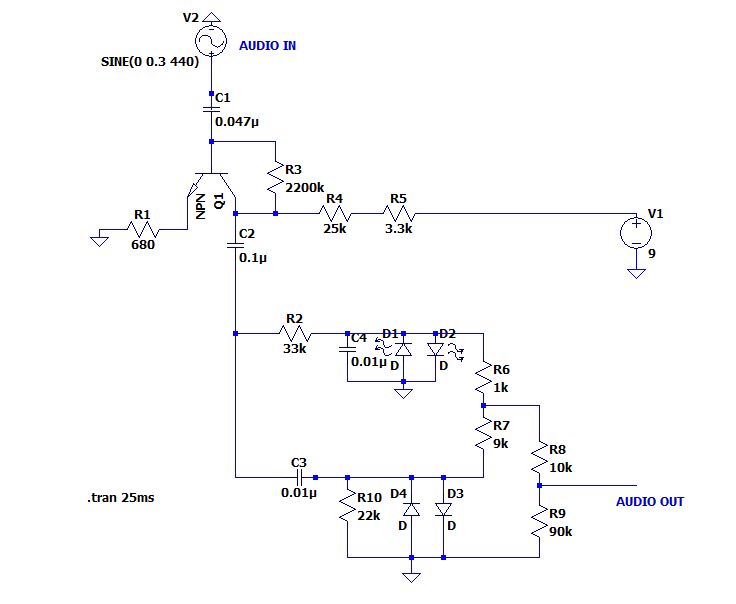 V2
AUDIO IN
SINE(0 0.3 440)
C1
0.047µ
R3
2200k
NPN
Q1
R4
25k
R5
3.3k
V1
9
R1
680
C2
0.1µ
R2
33k
C4
0.01µ
D1
D
D2
D
R6
1k
R7
9k
R8
10k
C3
0.01µ
R10
22k
D4
D
D3
D
AUDIO OUT
R9
90k
.tran 25ms